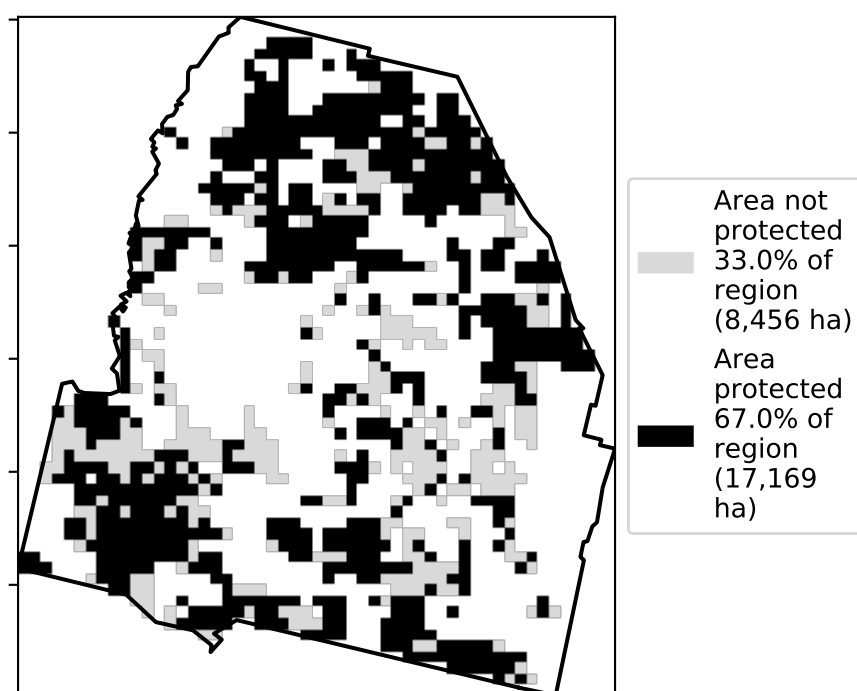 Area not
protected
33.0% of
region
(8,456 ha)
Area
protected
67.0% of
region
(17,169
ha)